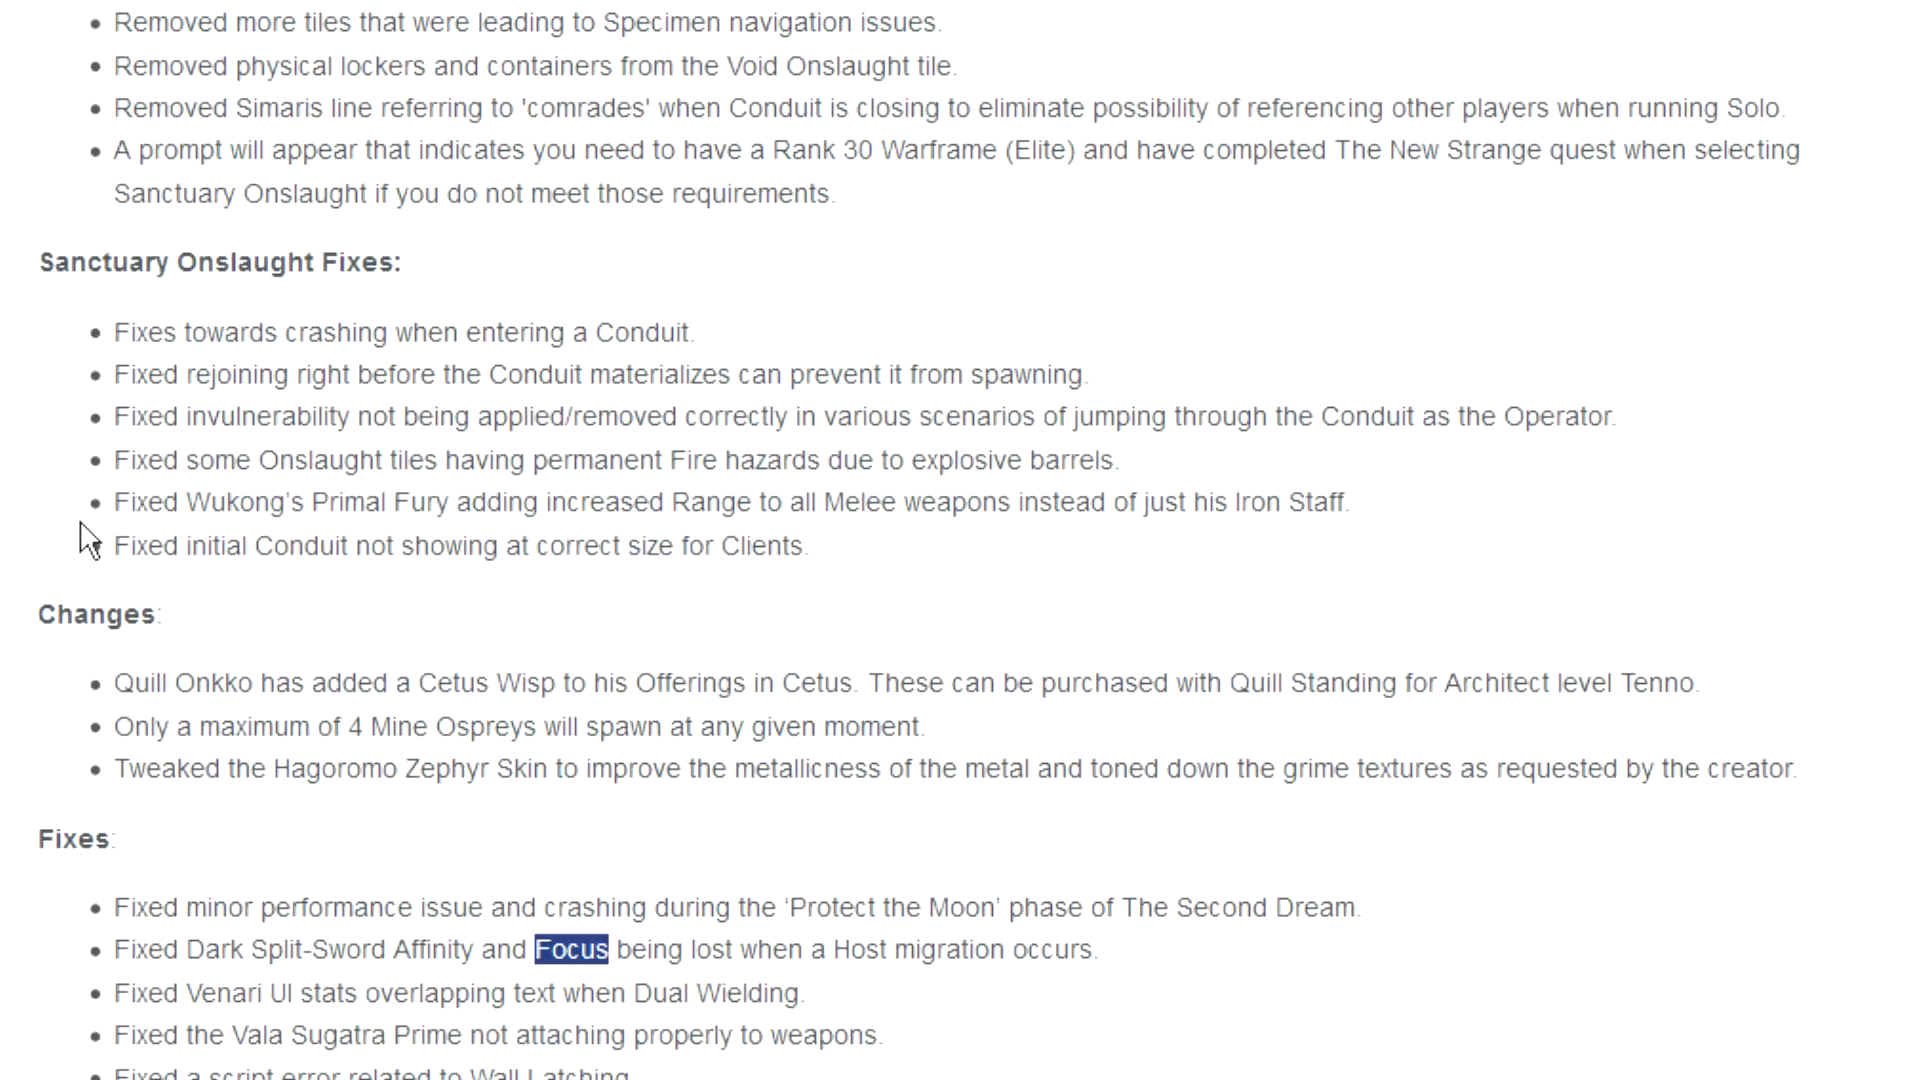 Removed more tiles that were leading to Specimen navigation issues.
Removed physical lockers and containers from the Void Onslaught tile.
Removed Simaris line referring to 'comrades' when Conduit is closing to eliminate possibility of referencing other players when running Solo.
A prompt will appear that indicates you need to have a Rank 30 Warframe (Elite) and have completed The New Strange quest when selecting
Sanctuary Onslaught if you do not meet those requirements.
Sanctuary Onslaught Fixes:
Fixes towards crashing when entering a Conduit.
Fixed rejoining right before the Conduit materializes can prevent it from spawning.
Fixed invulnerability not being applied/removed correctly in various scenarios of jumping through the Conduit as the Operator.
Fixed some Onslaught tiles having permanent Fire hazards due to explosive barrels.
Fixed Wukong’s Primal Fury adding increased Range to all Melee weapons instead of just his Iron Staff.
Fixed initial Conduit not showing at correct size for Clients.
Changes:
Quill Onkko has added a Cetus Wisp to his Offerings in Cetus. These can be purchased with Quill Standing for Architect level Tenno.
Only a maximum of 4 Mine Ospreys will spawn at any given moment.
Tweaked the Hagoromo Zephyr Skin to improve the metallicness of the metal and toned down the grime textures as requested by the creator.
Fixes:
Fixed minor performance issue and crashing during the ‘Protect the Moon’ phase of The Second Dream.
Fixed Dark Split-Sword Affinity and Focus being lost when a Host migration occurs.
Fixed Venari UI stats overlapping text when Dual Wielding.
Fixed the Vala Sugatra Prime not attaching properly to weapons.
Fixed a script error related to Wall Latching.